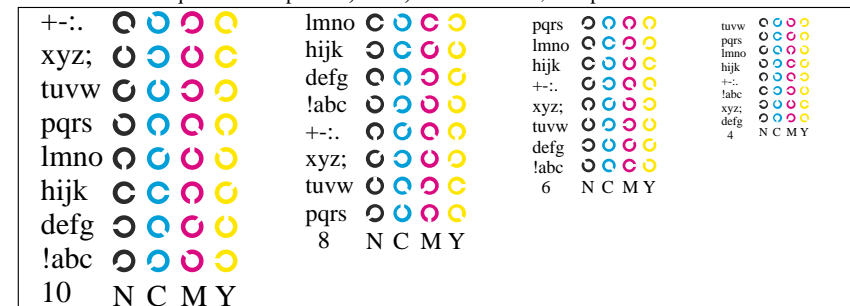 +-:.
xyz;
tuvw
pqrs
lmno
hijk
defg
!abc
10 N C M Y
lmno
hijk
defg
!abc
+-:.
xyz;
tuvw
pqrs
8 N C M Y
pqrs
lmno
hijk
+-:.
xyz;
tuvw
defg
!abc
6 N C M Y
tuvw
pqrs
lmno
hijk
+-:.
!abc
xyz;
defg
4 N C M Y